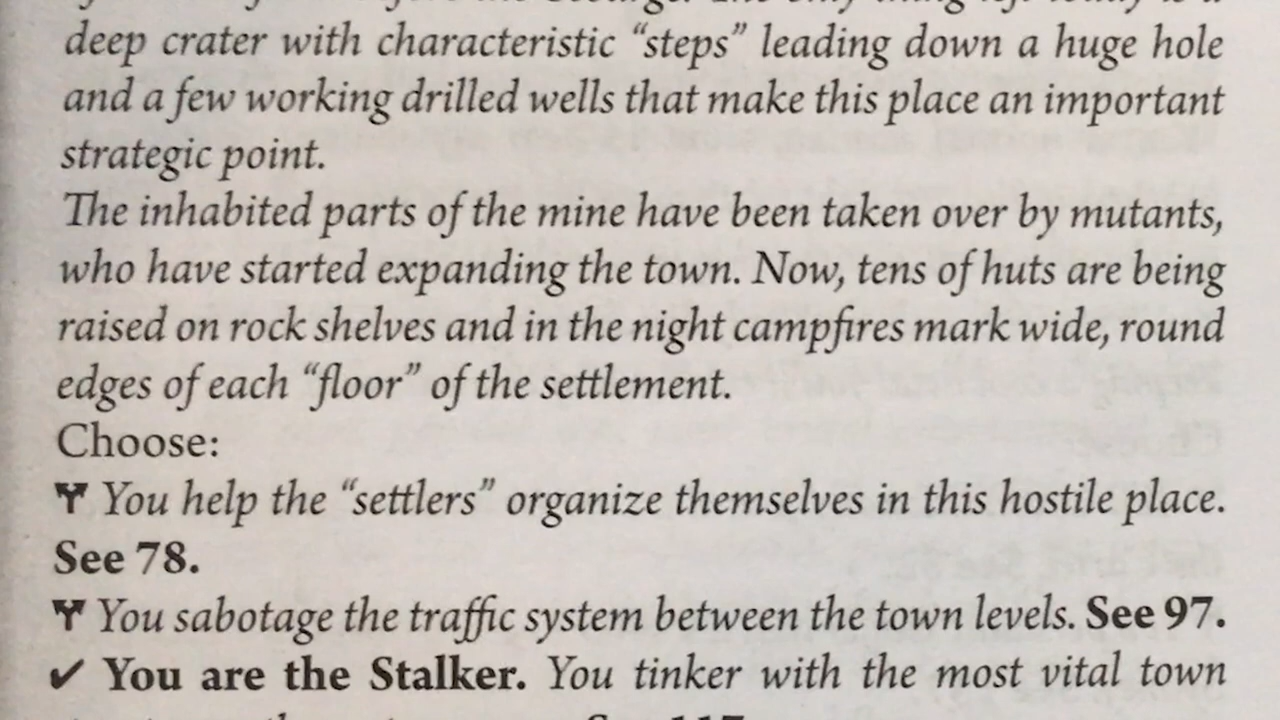 deep crater with characteristic “steps” leading down a huge hole
and a few working drilled wells that make this place an important
strategic point.
The inhabited parts of the mine have been taken over by mutants,
who have started expanding the town. Now, tens of huts are being
raised on rock shelves and in the night campfires mark wide, round
edges of each “floor” of the settlement.
Choose:
You help the “settlers” organize themselves in this hostile place.
See 78.
You sabotage the traffic system between the town levels. See 97.
✔ You are the Stalker. You tinker with the most vital town